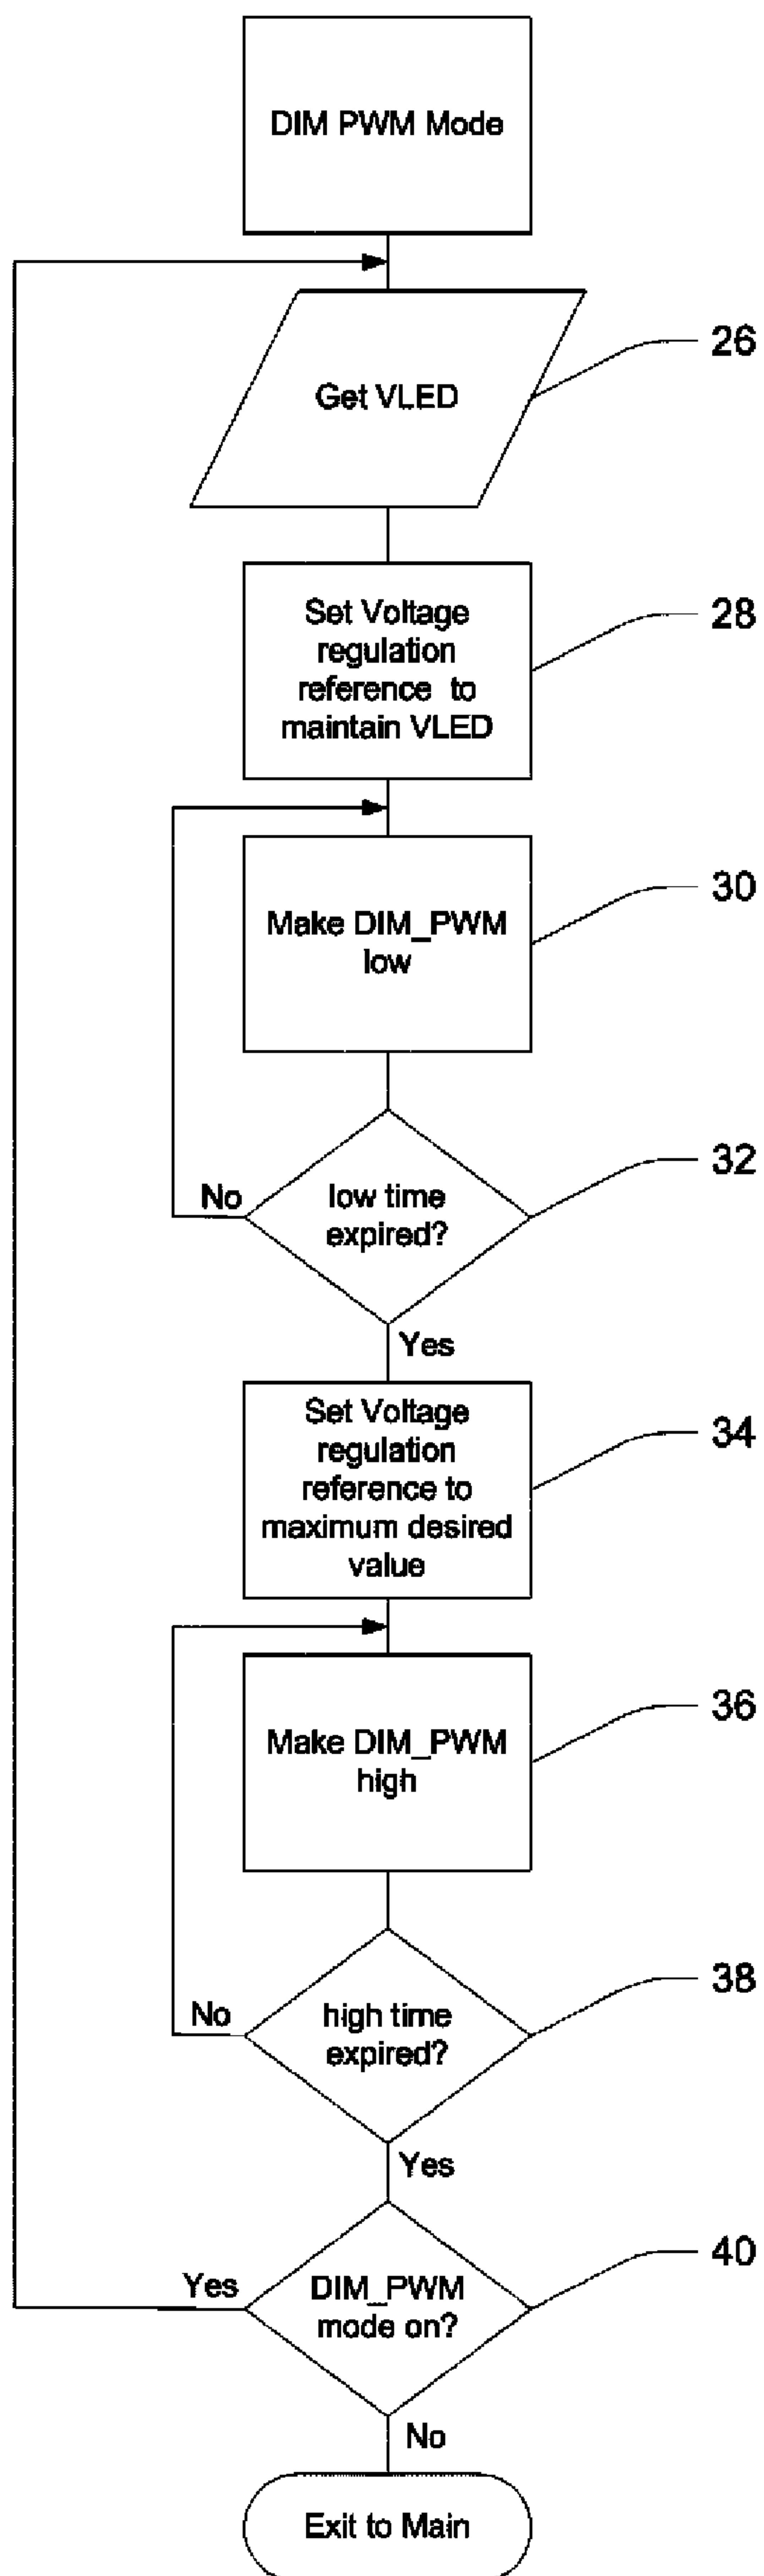 DIM PWM Mode
Get VLED
26
Set Voltage
regulation
reference to
maintain VLED
28
Make DIM_PWM
low
30
low time
expired?
32
No
Yes
Set Voltage
regulation
reference to
maximum desired
value
34
Make DIM_PWM
high
36
high time
expired?
38
No
Yes
DIM_PWM
mode on?
40
Yes
No
Exit to Main